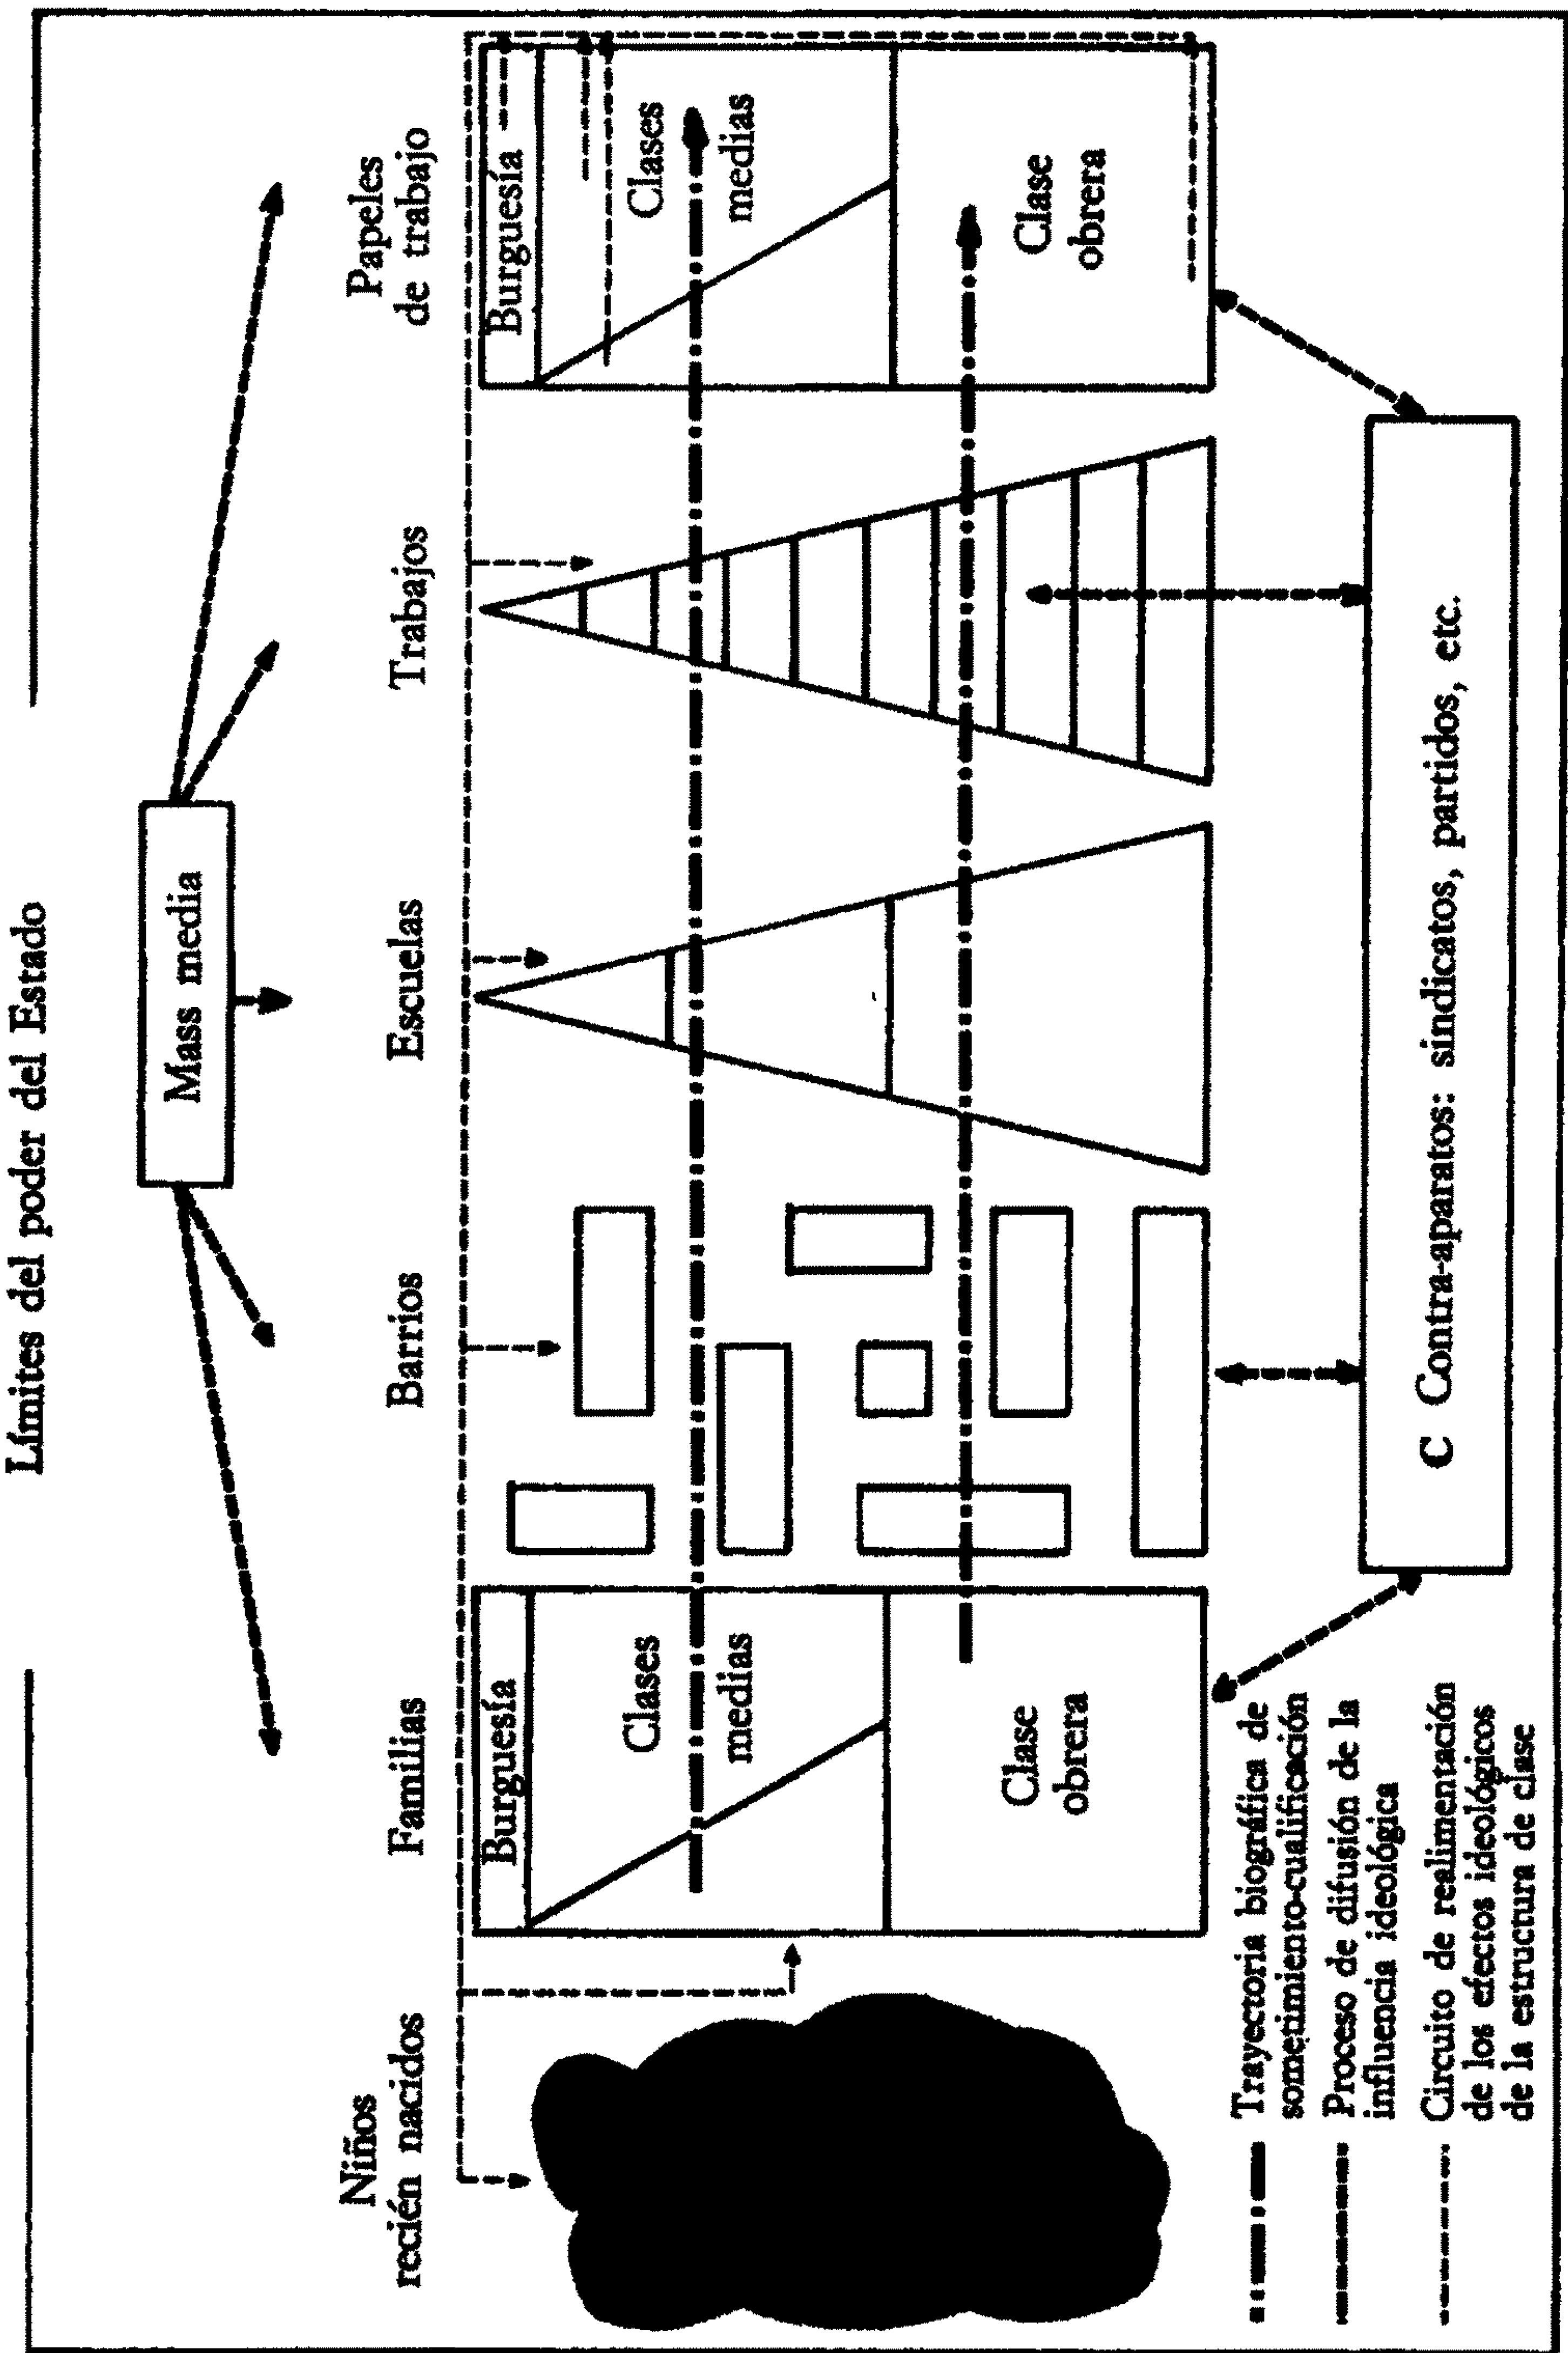 Límites del poder del Estado
Mass media
Niños
recién nacidos
Familias
Barrios
Escuelas
Trabajos
Papeles
de trabajo
Burguesía
Clases
medias
Clase
obrera
Burguesía
Clases
medias
Clase
obrera
C Contra-aparatos: sindicatos, partidos, etc.
Trayectoria biográfica de
sometimiento-cualificación
Proceso de difusión de la
influencia ideológica
Circuito de realimentación
de los efectos ideológicos
de la estructura de clase